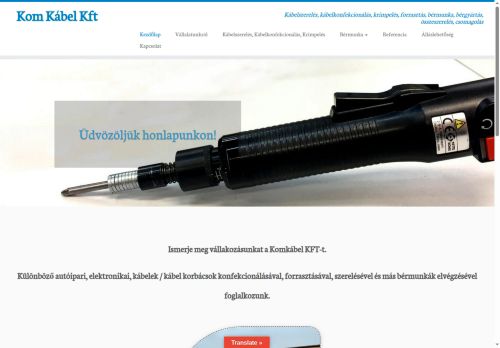 Kom Kábel Kft
Kábelszerelés, kábelkonfekcionálás, krimpelés, forrasztás, bérmunka, bérgyártás,
összeszerelés, csomagolás
Kezdőlap Vállalatunkról Kábelszerelés, Kábelkonfekcionálás, Krimpelés Bérmunka Referencia Álláslehetőség
Kapcsolat
Üdvözöljük honlapunkon!
Ismerje meg vállakozásunkat a Komkábel KFT-t.
Különböző autóipari, elektronikai, kábelek / kábel korbácsok konfekcionálásával, forrasztásával, szerelésével és más bérmunkák elvégzésével
foglalkozunk.
Translate »